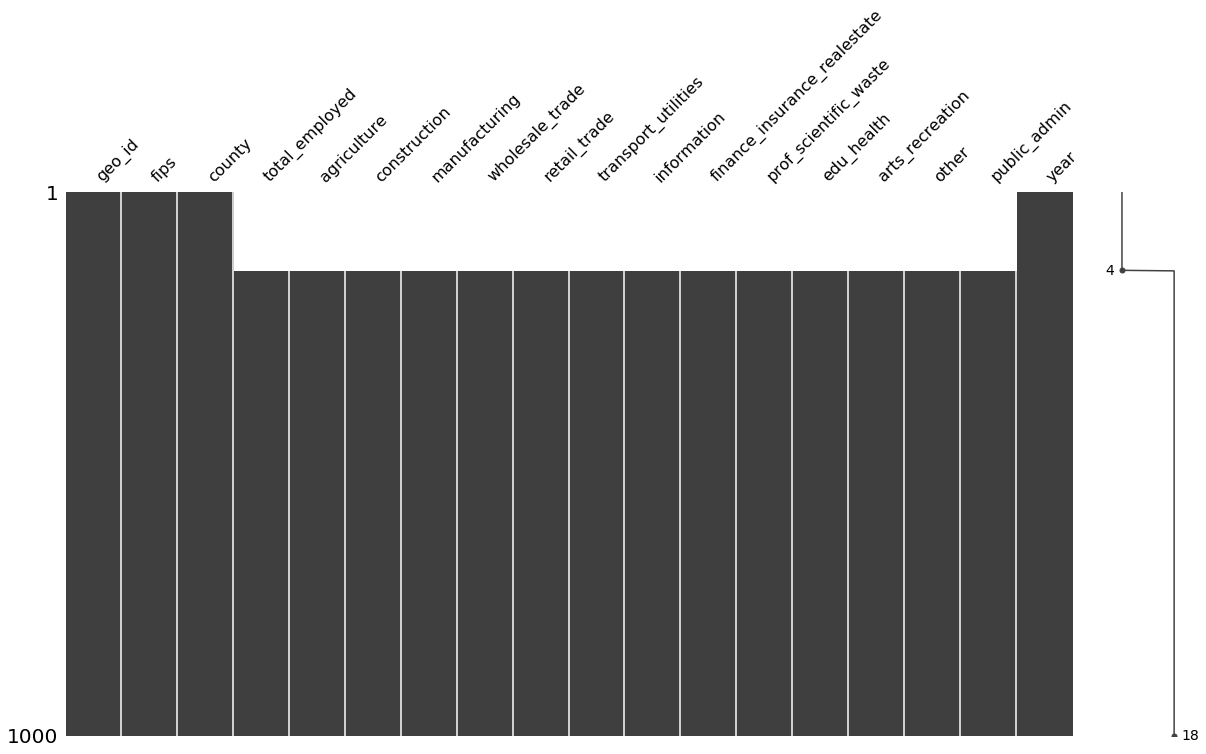 geo_id
fips
county
total_employed
agriculture
construction
manufacturing
wholesale_trade
retail_trade
transport_utilities
information
finance_insurance_realestate
prof_scientific_waste
edu_health
arts_recreation
other
public_admin
year
1
4
1000
18